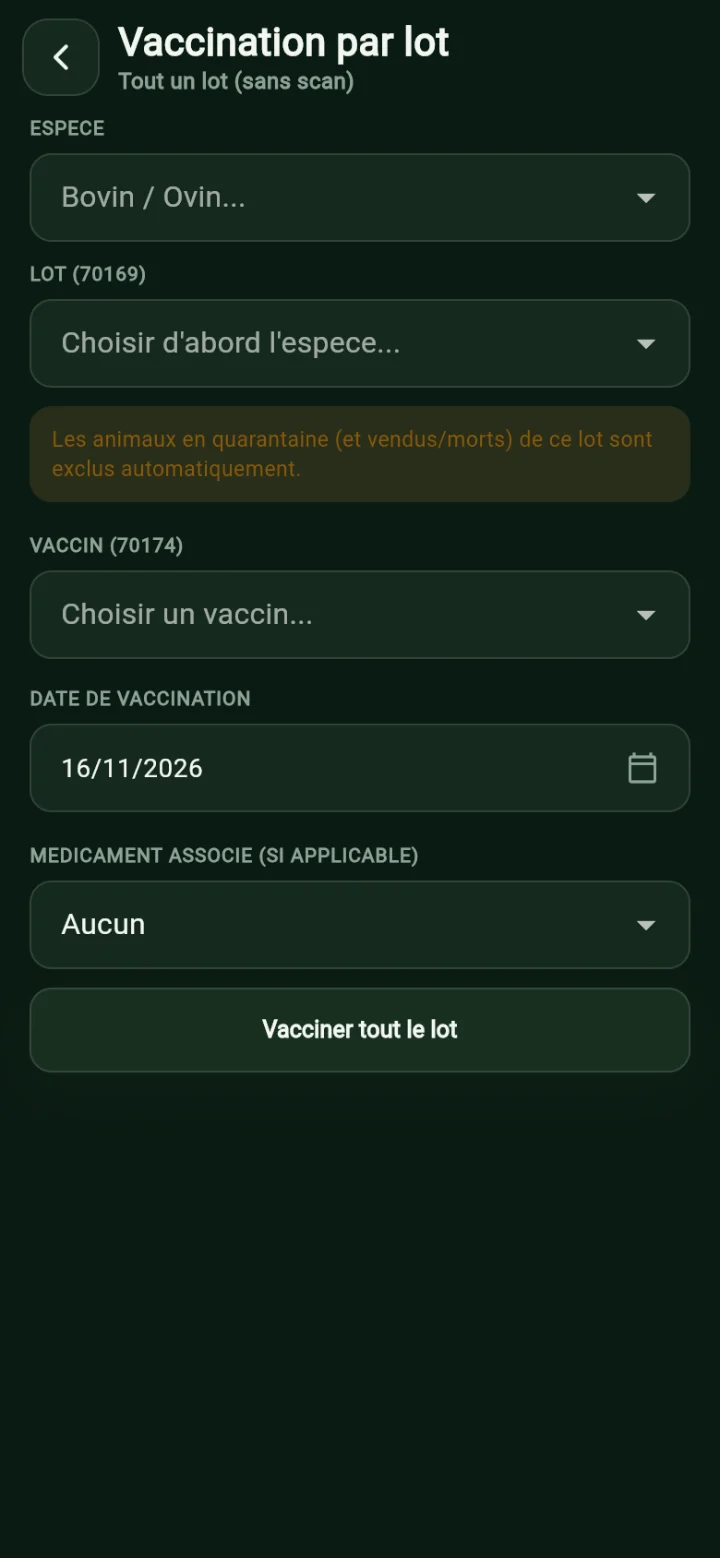 Vaccination par lot
Tout un lot (sans scan)
ESPECE
Bovin / Ovin...
LOT (70169)
Choisir d'abord l'espece...
Les animaux en quarantaine (et vendus/morts) de ce lot sont
exclus automatiquement.
VACCIN (70174)
Choisir un vaccin...
DATE DE VACCINATION
16/11/2026
MEDICAMENT ASSOCIE (SI APPLICABLE)
Aucun
Vacciner tout le lot